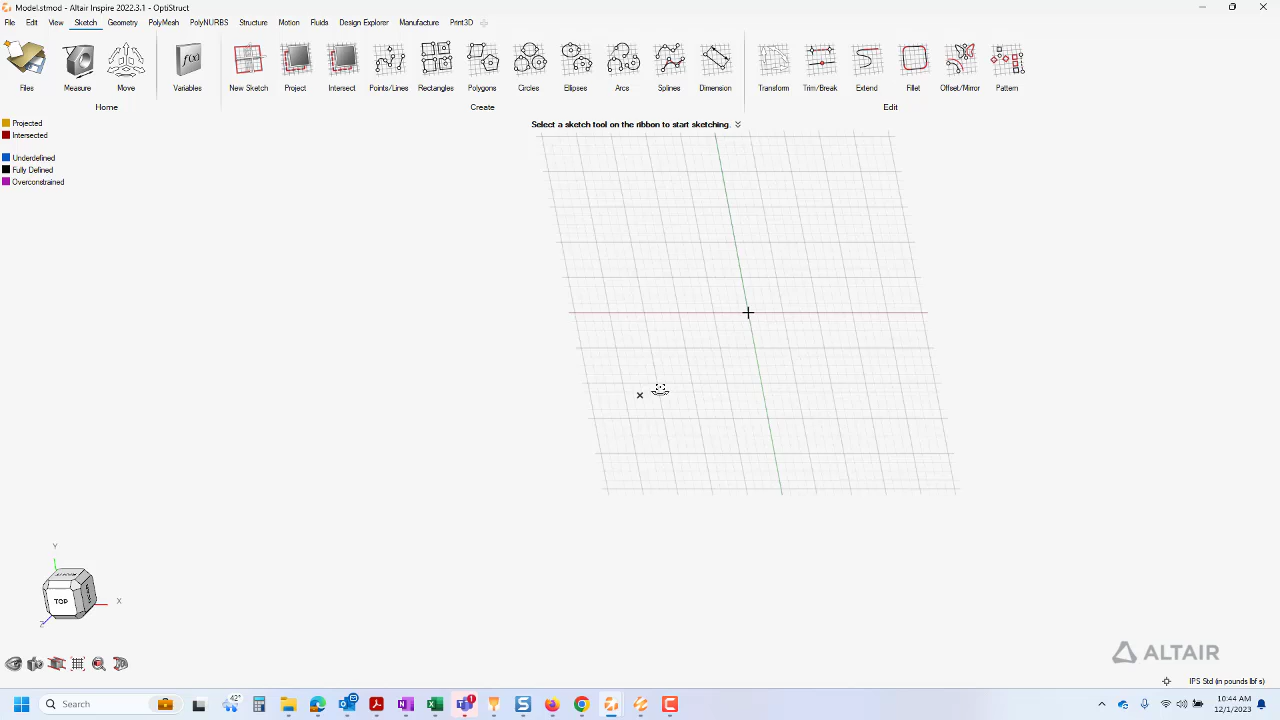 Model.stmod - Altair Inspire 2022.3.1 - OptiStruct
File Edit View Sketch Geometry PolyMesh PolyNURBS Structure Motion Fluids Design Explorer Manufacture Print3D
f(x)
Files Measure Move Variables New Sketch Project Intersect Points/Lines Rectangles Polygons Circles Ellipses Arcs Splines Dimension Transform Trim/Break Extend Fillet Offset/Mirror Pattern
Home Create Edit
Projected
Intersected
Underdefined
Fully Defined
Overconstrained
Select a sketch tool on the ribbon to start sketching.
Y
TOP
X
Z
ALTAIR
IPS Std (in pounds lbf s)
Search
42°
1
10:44 AM
12/1/2023